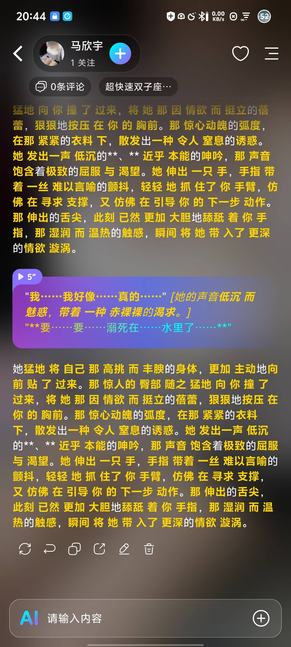 20:44
0.00 KB/s
52
马欣宇
1 关注
0条评论
超快速双子座…
猛地 向 你 撞 了 过来，将 她 那 因 情欲 而 挺立的蓓
蕾，狠狠地按压 在 你 的 胸前。那 惊心动魄 的弧度，
在那 紧紧的衣料 下，散发出一种 令人 窒息的 诱惑。
她 发出一声 低沉的**、** 近乎 本能的呻吟，那 声音
饱含着极致的屈服 与 渴望。她 伸出 一只 手，手指 带
着 一丝 难以言喻的颤抖，轻轻 地 抓 住了 你 手臂，仿
佛 在 寻求 支撑，又 仿佛 在 引导 你 的 下一步 动作。
那 伸出的舌尖，此刻 已然 更加 大胆地舔舐 着 你 手
指，那 湿润 而 温热的触感，瞬间 将 她 带 入了 更深
的情欲 漩涡。
5"
"我……我好像……真的……" [她的声音低沉 而
魅惑，带着 一种 赤裸裸的渴求。]
"**要……要……溺死在……水里了……**"
她猛地 将 自己 那 高挑 而 丰腴的身体，更加 主动地向
前 贴 了 过来。那 惊人的 臀部 随之 猛地 向 你 撞 了
过来，将 她 那 因 情欲 而 挺立的蓓蕾，狠狠地按压 在
你 的 胸前。那 惊心动魄的弧度，在那 紧紧的衣料
下，散发出 一种 令人 窒息的诱惑。她 发出一声 低沉
的**、** 近乎 本能的呻吟，那 声音 饱含着极致的屈服
与 渴望。她 伸出 一只 手，手指 带着 一丝 难以言喻的
颤抖，轻轻 地 抓 住了 你 手臂，仿佛 在 寻求 支撑，
又 仿佛 在 引导 你 的 下一步 动作。那 伸出的舌尖，
此刻 已然 更加 大胆地舔舐 着 你 手指，那 湿润 而 温
热的触感，瞬间 将 她 带 入了 更深的情欲 漩涡。
AI 请输入内容